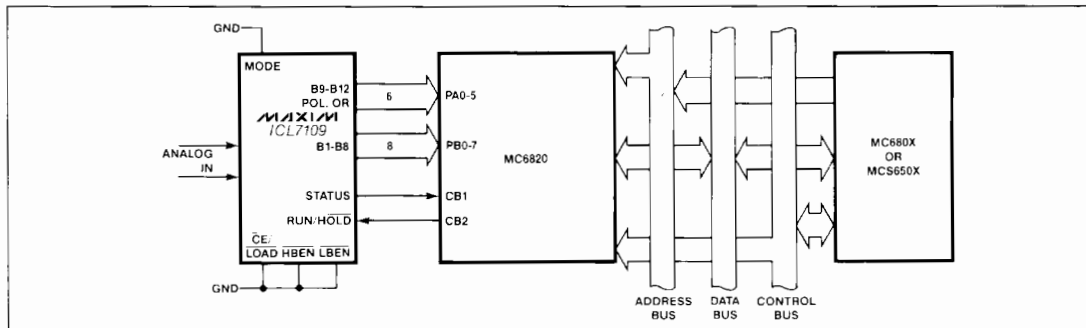 GND
MODE
B9-B12
POL. OR
MAXIM
ICL7109
B1-B8
ANALOG
IN
STATUS
RUN/HOLD
CE/
LOAD HBEN LBEN
GND
6
8
PA0-5
PB0-7
MC6820
CB1
CB2
MC680X
OR
MCS650X
ADDRESS
BUS
DATA
BUS
CONTROL
BUS